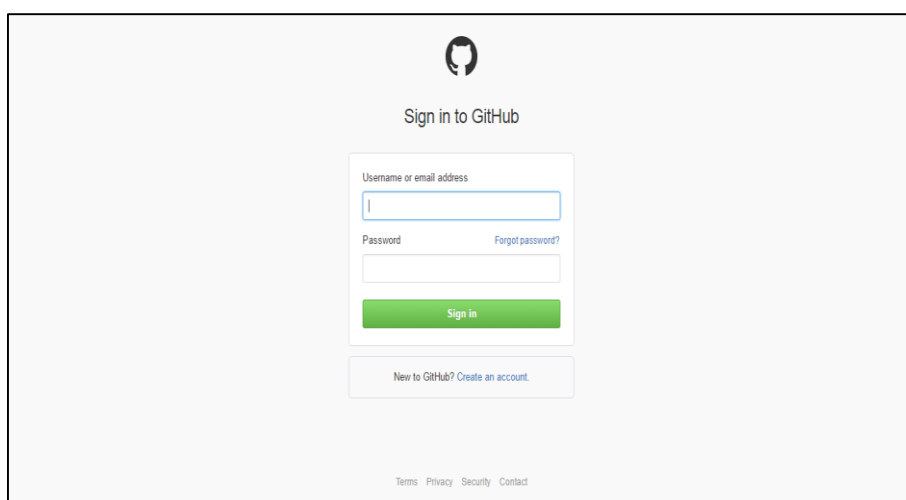 Sign in to GitHub
Username or email address
Password Forgot password?
Sign in
New to GitHub? Create an account.
Terms Privacy Security Contact